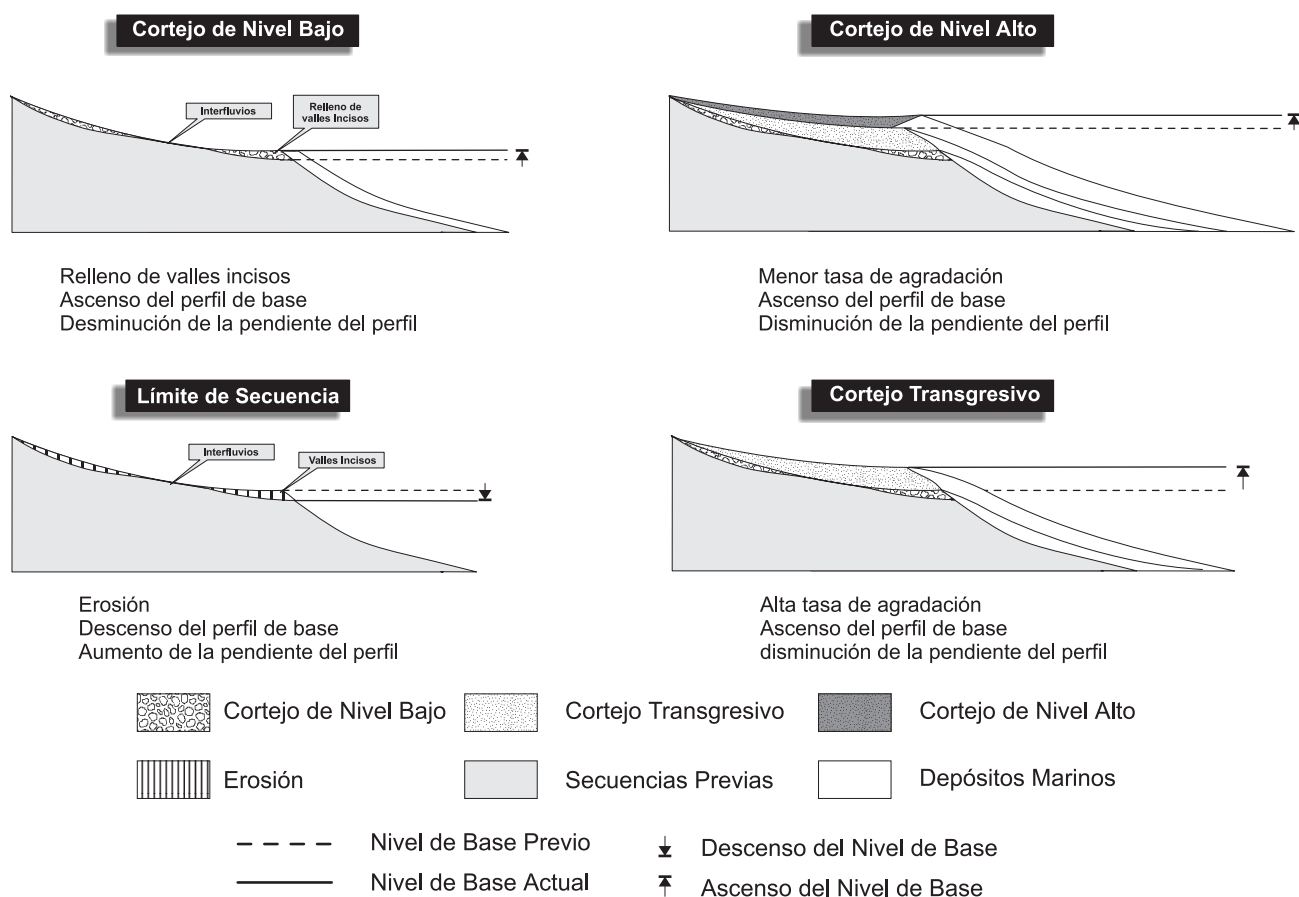 Cortejo de Nivel Bajo
Interfluvios
Relleno de
valles Incisos
Relleno de valles incisos
Ascenso del perfil de base
Desminución de la pendiente del perfil
Cortejo de Nivel Alto
Menor tasa de agradación
Ascenso del perfil de base
Disminución de la pendiente del perfil
Límite de Secuencia
Interfluvios
Valles Incisos
Erosión
Descenso del perfil de base
Aumento de la pendiente del perfil
Cortejo Transgresivo
Alta tasa de agradación
Ascenso del perfil de base
disminución de la pendiente del perfil
Cortejo de Nivel Bajo
Cortejo Transgresivo
Cortejo de Nivel Alto
Erosión
Secuencias Previas
Depósitos Marinos
Nivel de Base Previo
Descenso del Nivel de Base
Nivel de Base Actual
Ascenso del Nivel de Base